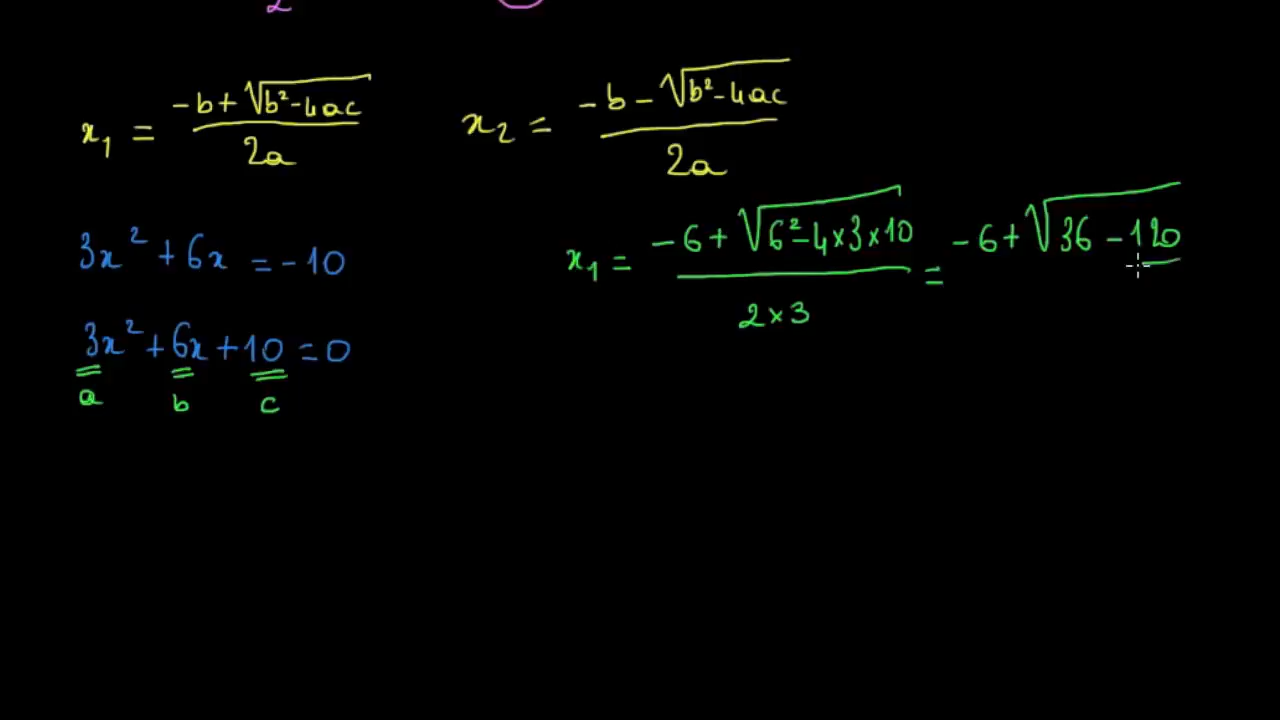 2
x₁ = (-b + √(b² - 4ac)) / 2a    x₂ = (-b - √(b² - 4ac)) / 2a
3x² + 6x = -10
x₁ = (-6 + √(6² - 4×3×10)) / (2×3) = -6 + √(36 - 120)
3x² + 6x + 10 = 0
a b c